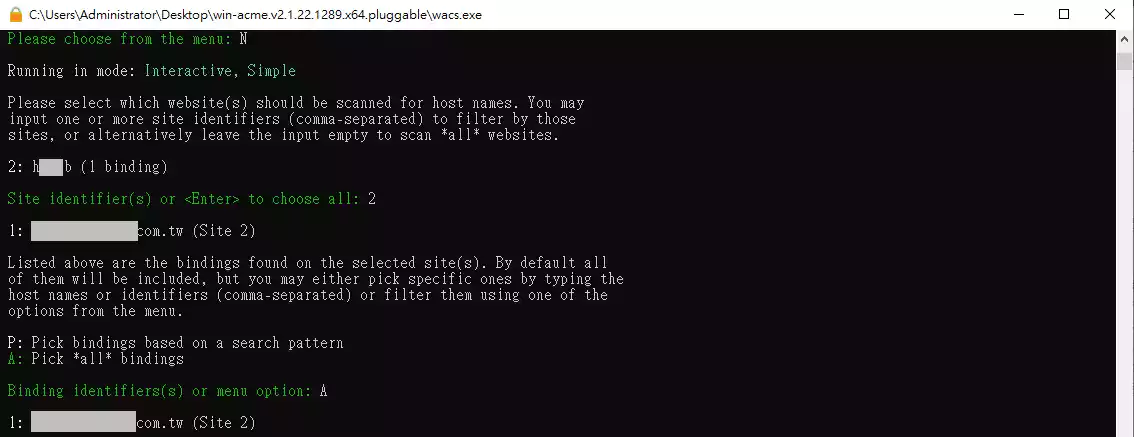 C:\Users\Administrator\Desktop\win-acme.v2.1.22.1289.x64.pluggable\wacs.exe
Please choose from the menu: N
Running in mode: Interactive, Simple
Please select which website(s) should be scanned for host names. You may
input one or more site identifiers (comma-separated) to filter by those
sites, or alternatively leave the input empty to scan *all* websites.
2: h b (1 binding)
Site identifier(s) or <Enter> to choose all: 2
1: com.tw (Site 2)
Listed above are the bindings found on the selected site(s). By default all
of them will be included, but you may either pick specific ones by typing the
host names or identifiers (comma-separated) or filter them using one of the
options from the menu.
P: Pick bindings based on a search pattern
A: Pick *all* bindings
Binding identifiers(s) or menu option: A
1: com.tw (Site 2)